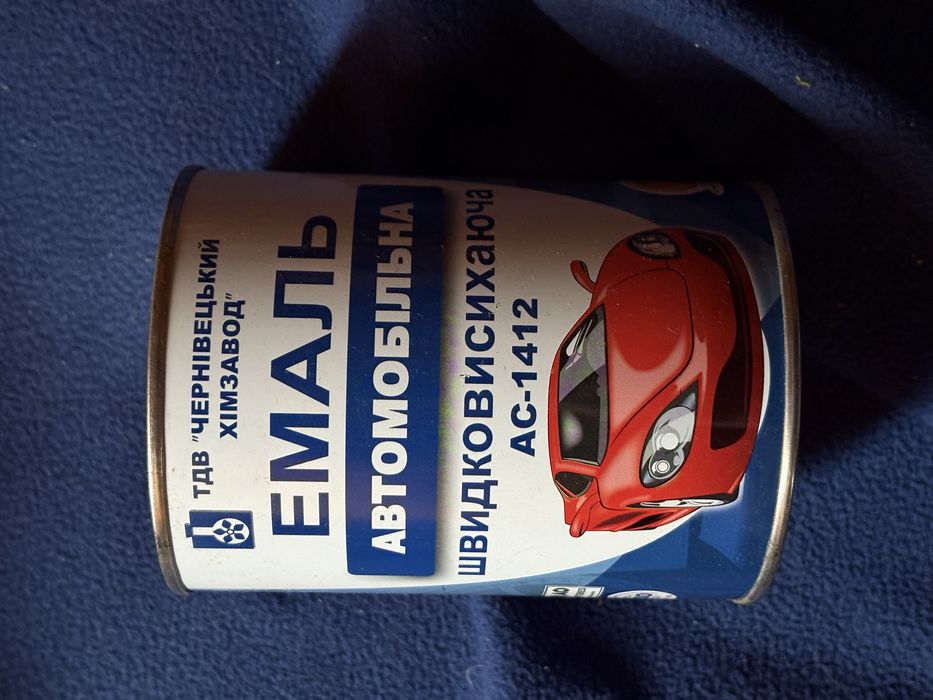 ТДВ "ЧЕРНІВЕЦЬКИЙ
ХІМЗАВОД"
ЕМАЛЬ
АВТОМОБІЛЬНА
ШВИДКОВИСИХАЮЧА
АС-1412